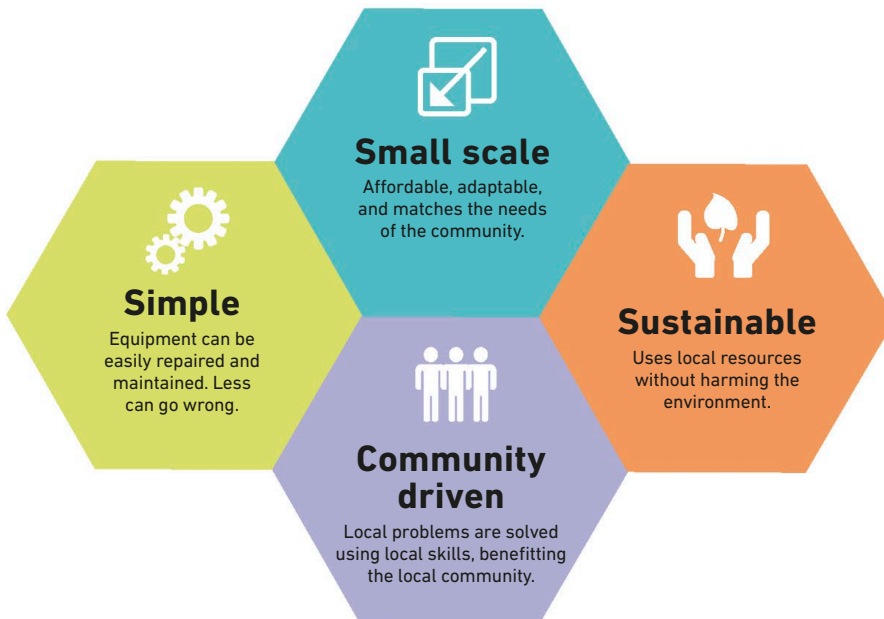 Small scale
Affordable, adaptable,
and matches the needs
of the community.
Simple
Equipment can be
easily repaired and
maintained. Less
can go wrong.
Sustainable
Uses local resources
without harming the
environment.
Community
driven
Local problems are solved
using local skills, benefitting
the local community.